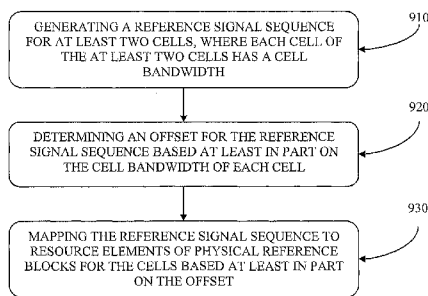 GENERATING A REFERENCE SIGNAL SEQUENCE
FOR AT LEAST TWO CELLS, WHERE EACH CELL OF
THE AT LEAST TWO CELLS HAS A CELL
BANDWIDTH
910
DETERMINING AN OFFSET FOR THE REFERENCE
SIGNAL SEQUENCE BASED AT LEAST IN PART ON
THE CELL BANDWIDTH OF EACH CELL
920
MAPPING THE REFERENCE SIGNAL SEQUENCE TO
RESOURCE ELEMENTS OF PHYSICAL REFERENCE
BLOCKS FOR THE CELLS BASED AT LEAST IN PART
ON THE OFFSET
930